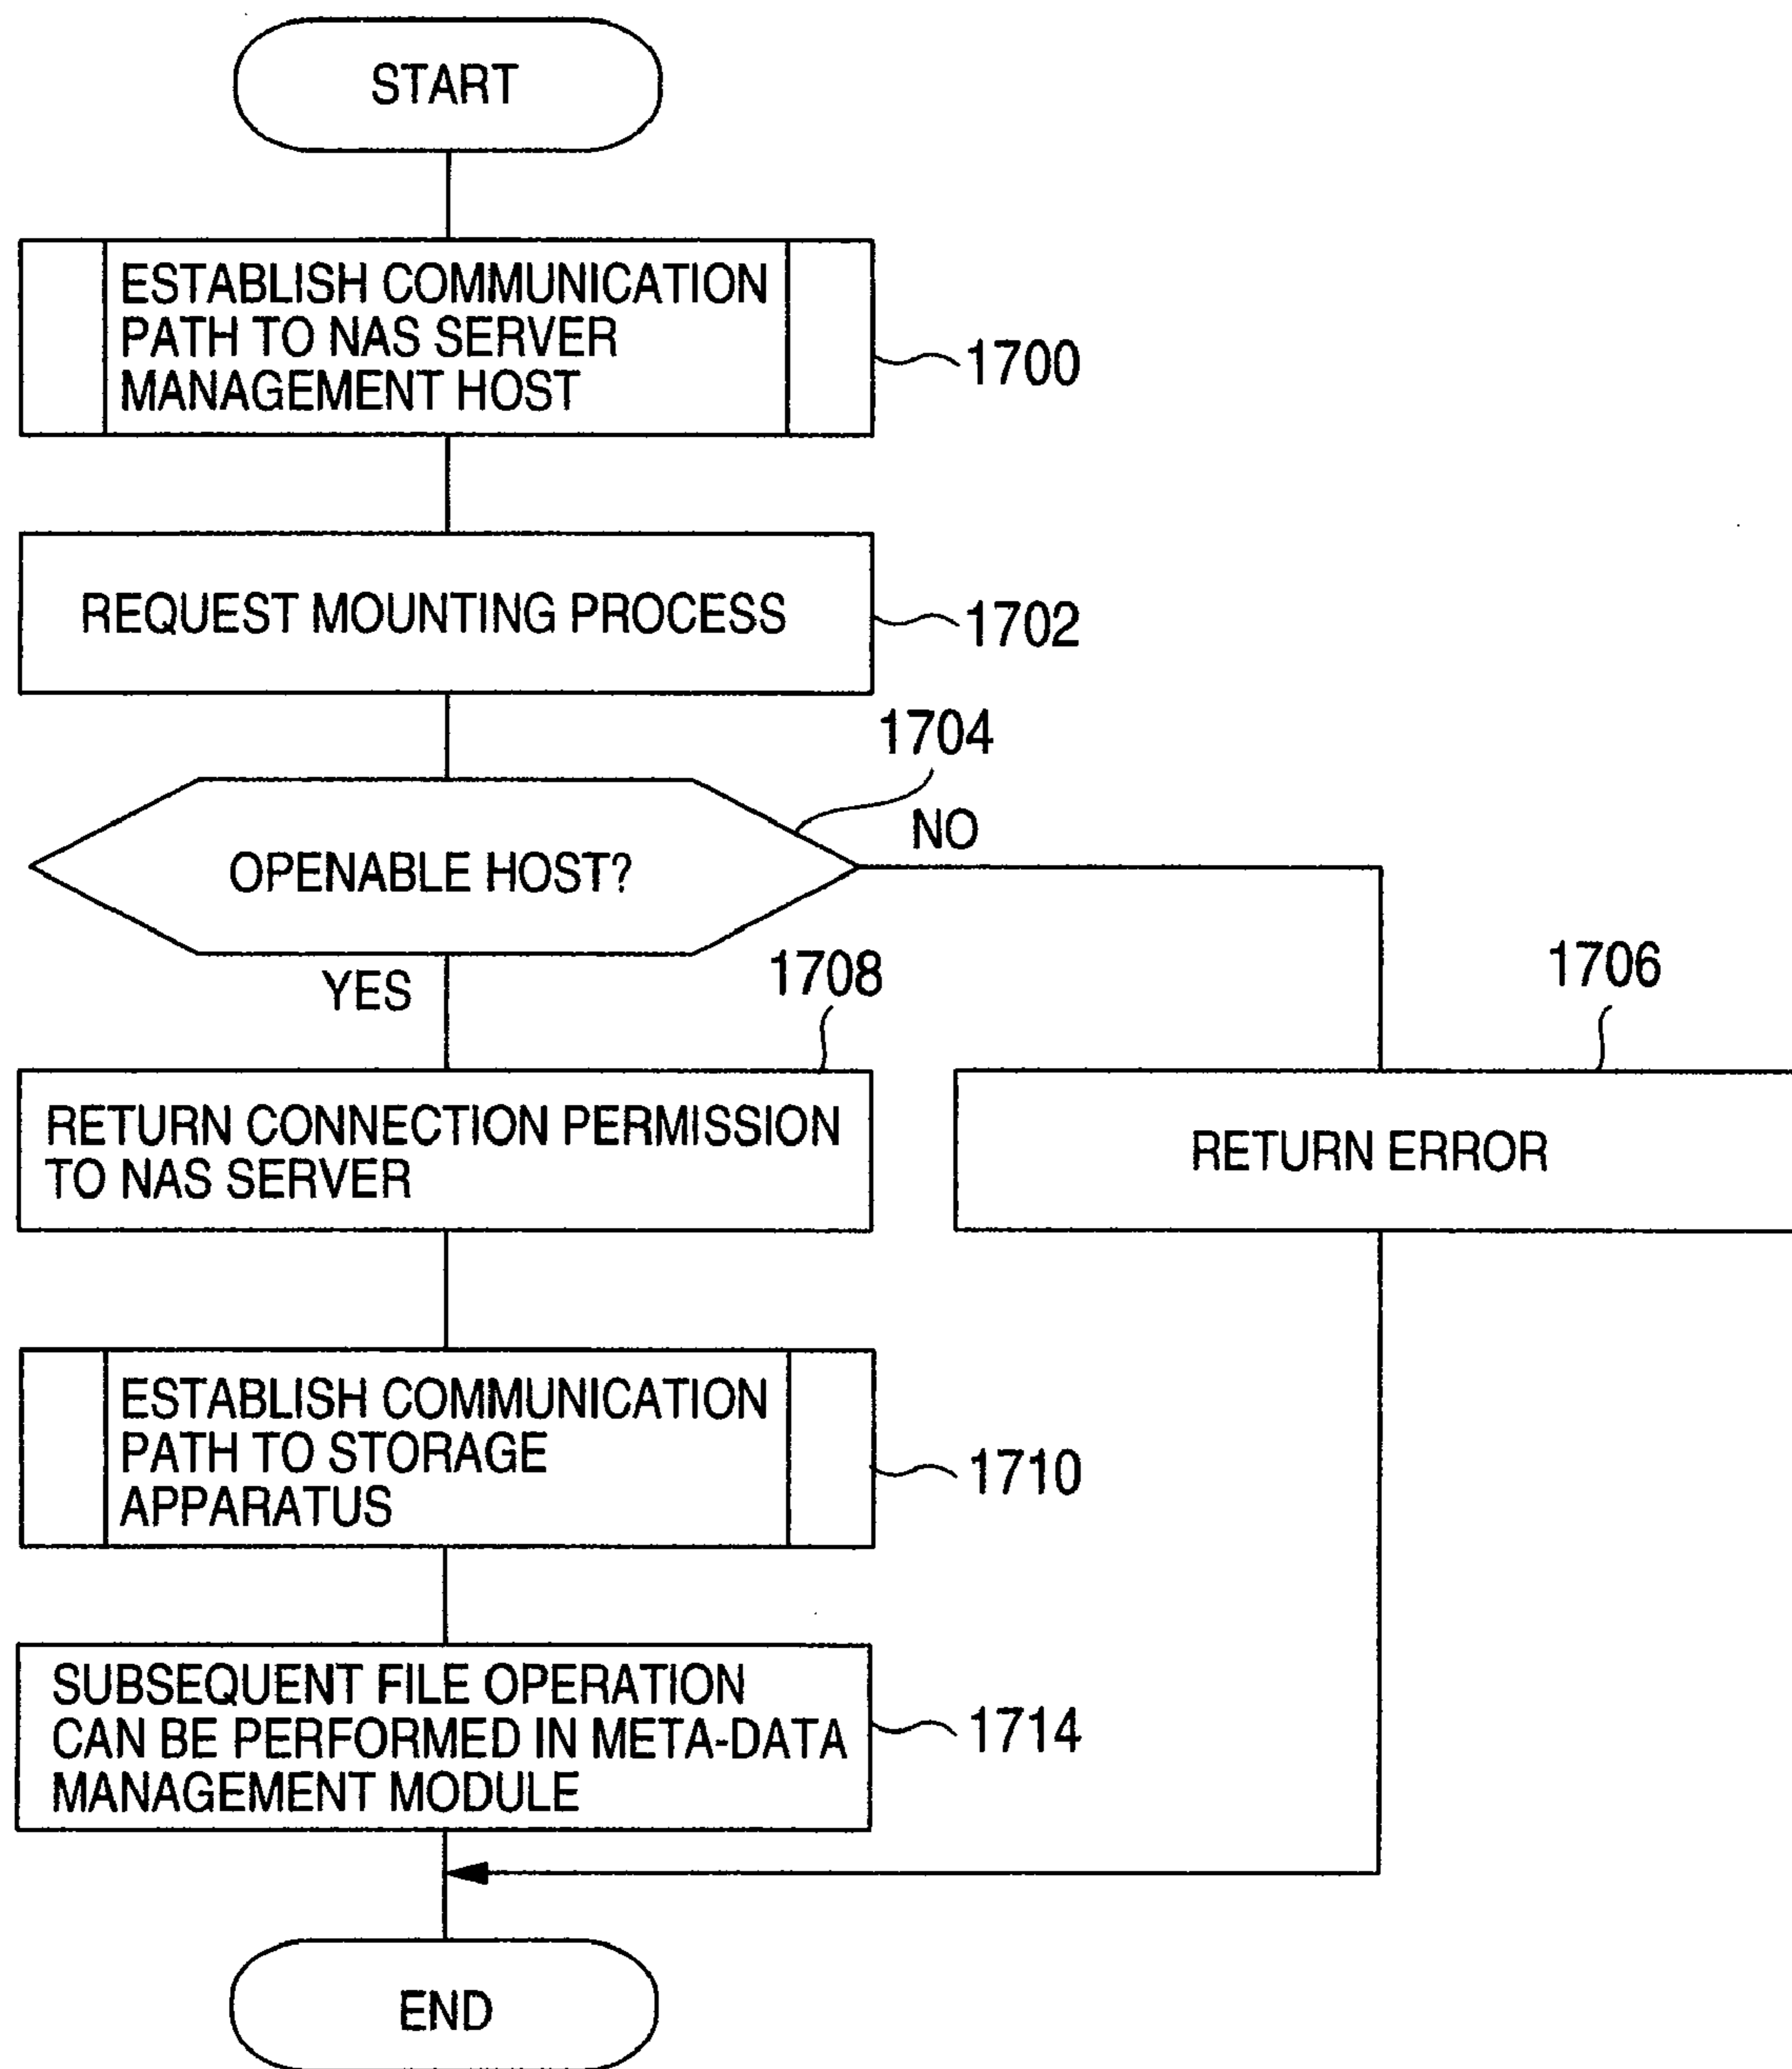 START
ESTABLISH COMMUNICATION
PATH TO NAS SERVER
MANAGEMENT HOST
1700
REQUEST MOUNTING PROCESS
1702
1704
OPENABLE HOST?
NO
YES
1708
1706
RETURN CONNECTION PERMISSION
TO NAS SERVER
RETURN ERROR
ESTABLISH COMMUNICATION
PATH TO STORAGE
APPARATUS
1710
SUBSEQUENT FILE OPERATION
CAN BE PERFORMED IN META-DATA
MANAGEMENT MODULE
1714
END